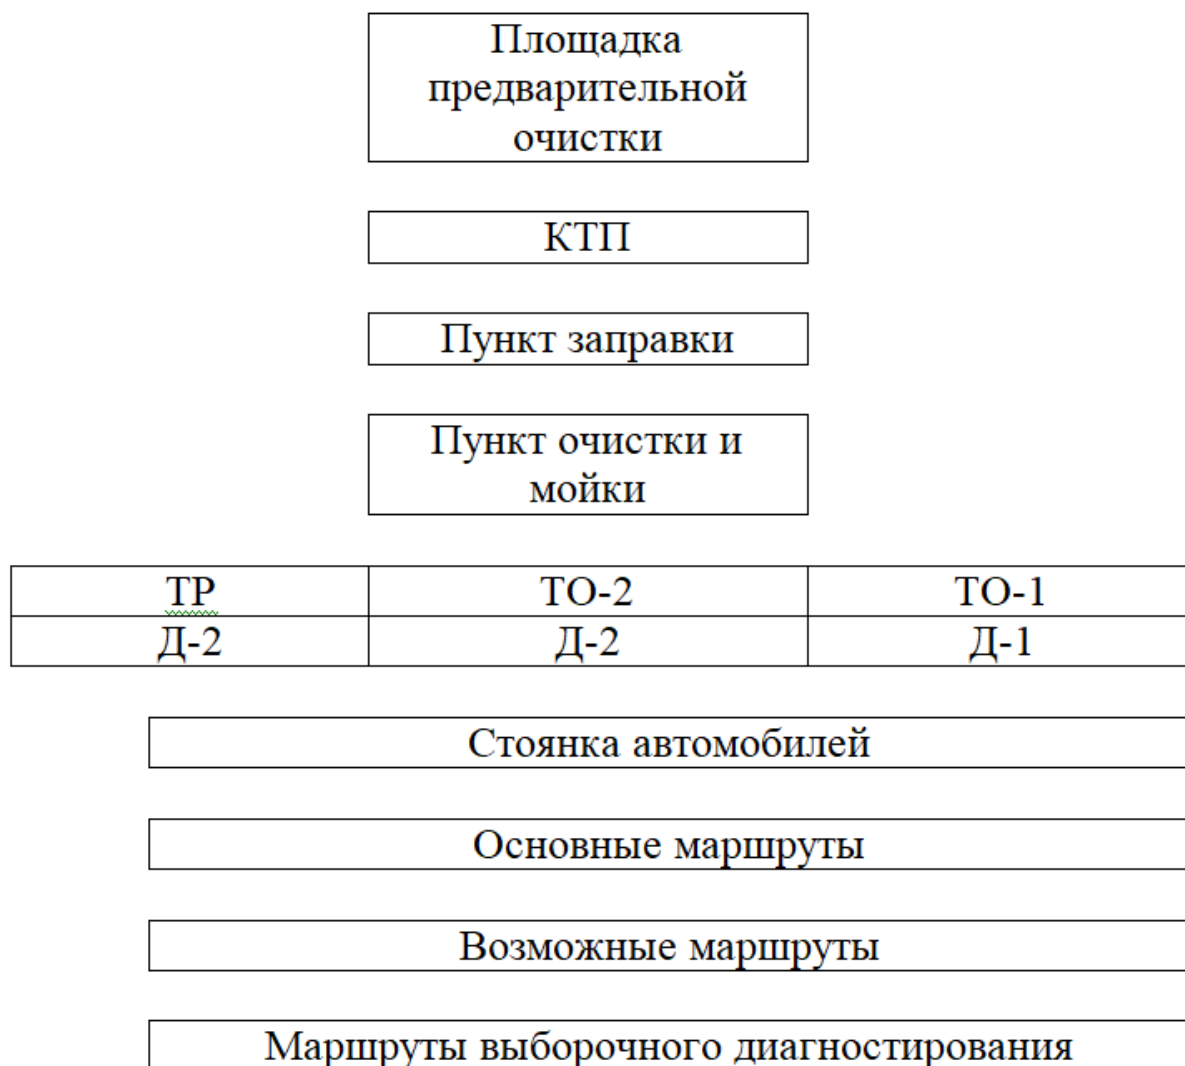 Площадка
предварительной
очистки
КТП
Пункт заправки
Пункт очистки и
мойки
ТР ТО-2 ТО-1
Д-2 Д-2 Д-1
Стоянка автомобилей
Основные маршруты
Возможные маршруты
Маршруты выборочного диагностирования